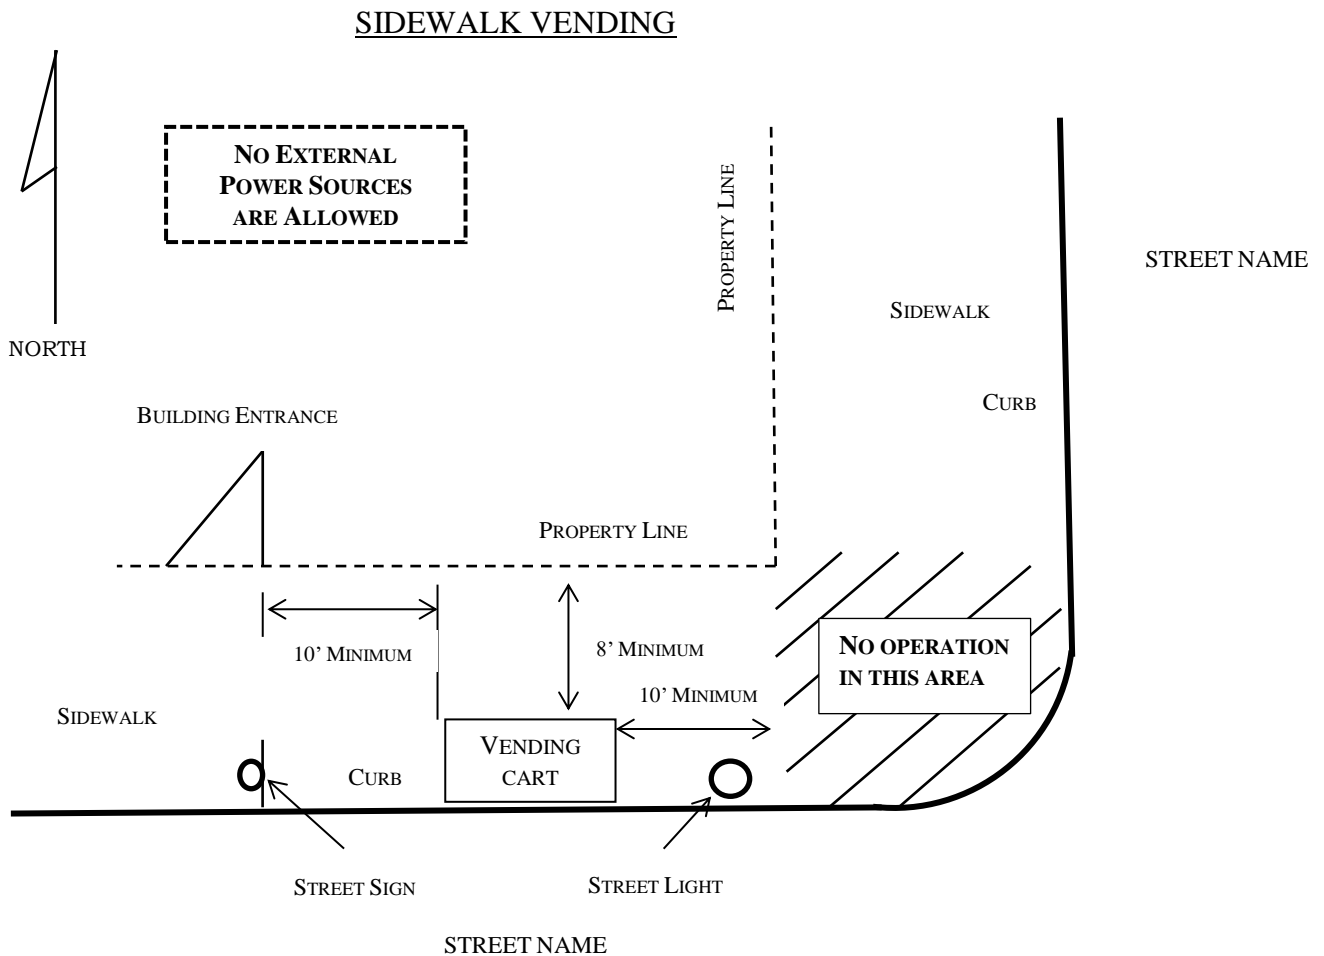 SIDEWALK VENDING
NO EXTERNAL
POWER SOURCES
ARE ALLOWED
PROPERTY LINE
STREET NAME
SIDEWALK
NORTH
CURB
BUILDING ENTRANCE
PROPERTY LINE
10' MINIMUM
8' MINIMUM
NO OPERATION
IN THIS AREA
10' MINIMUM
SIDEWALK
VENDING
CART
CURB
STREET SIGN
STREET LIGHT
STREET NAME